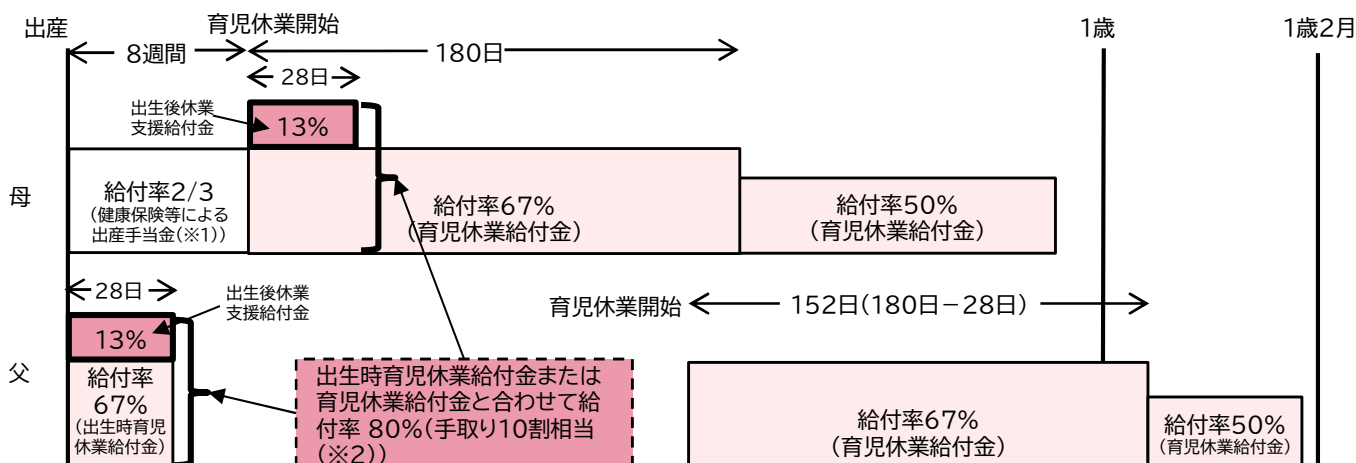 出産
育児休業開始
1歳
1歳2月
8週間
180日
28日
出生後休業
支援給付金
13%
母
給付率2/3
(健康保険等による
出産手当金(※1))
給付率67%
(育児休業給付金)
給付率50%
(育児休業給付金)
28日
出生後休業
支援給付金
育児休業開始
152日(180日-28日)
13%
父
給付率
67%
(出生時育児
休業給付金)
出生時育児休業給付金または
育児休業給付金と合わせて給
付率 80%(手取り10割相当
(※2))
給付率67%
(育児休業給付金)
給付率50%
(育児休業給付金)